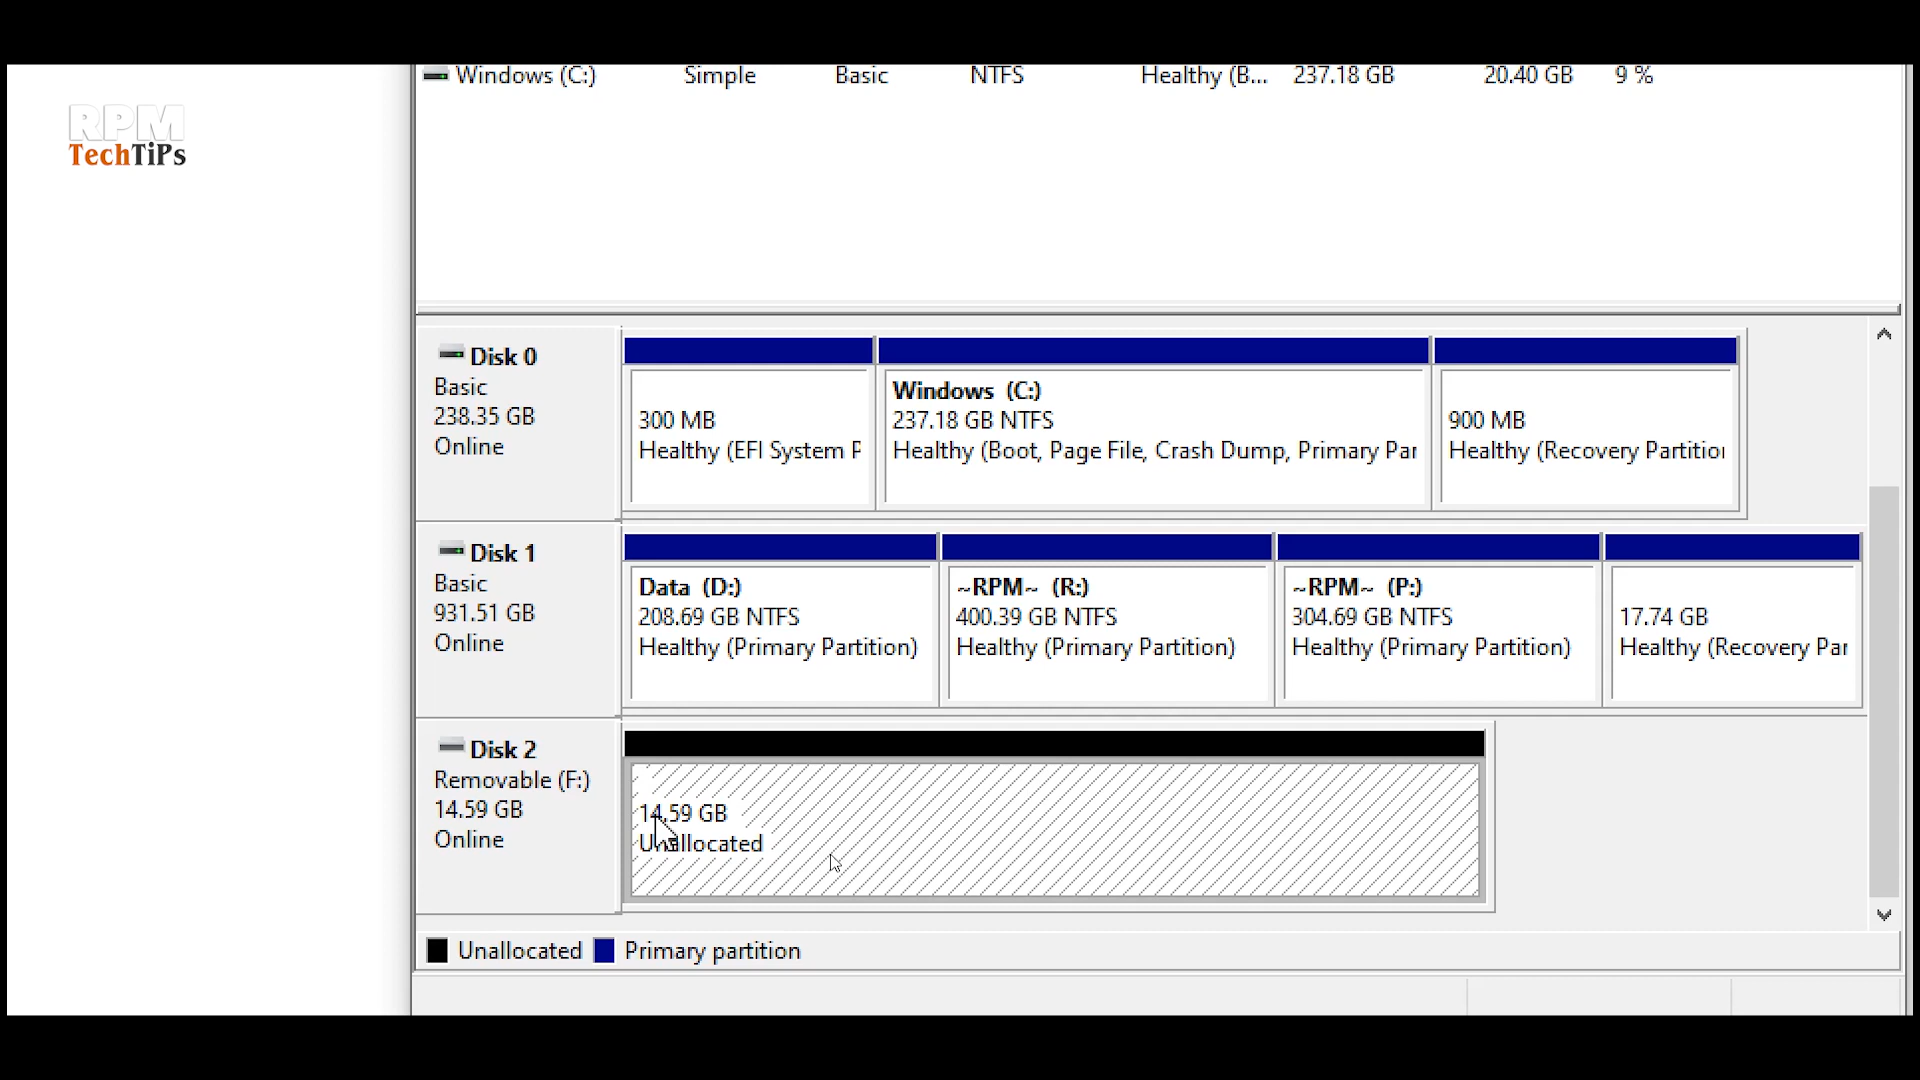 Windows (C:) Simple Basic NTFS Healthy (B... 237.18 GB 20.40 GB 9 %
RPM
TechTiPs
Disk 0
Basic
238.35 GB
Online
300 MB
Healthy (EFI System P
Windows (C:)
237.18 GB NTFS
Healthy (Boot, Page File, Crash Dump, Primary Par
900 MB
Healthy (Recovery Partition
Disk 1
Basic
931.51 GB
Online
Data (D:)
208.69 GB NTFS
Healthy (Primary Partition)
~RPM~ (R:)
400.39 GB NTFS
Healthy (Primary Partition)
~RPM~ (P:)
304.69 GB NTFS
Healthy (Primary Partition)
17.74 GB
Healthy (Recovery Par
Disk 2
Removable (F:)
14.59 GB
Online
14.59 GB
Unallocated
Unallocated Primary partition